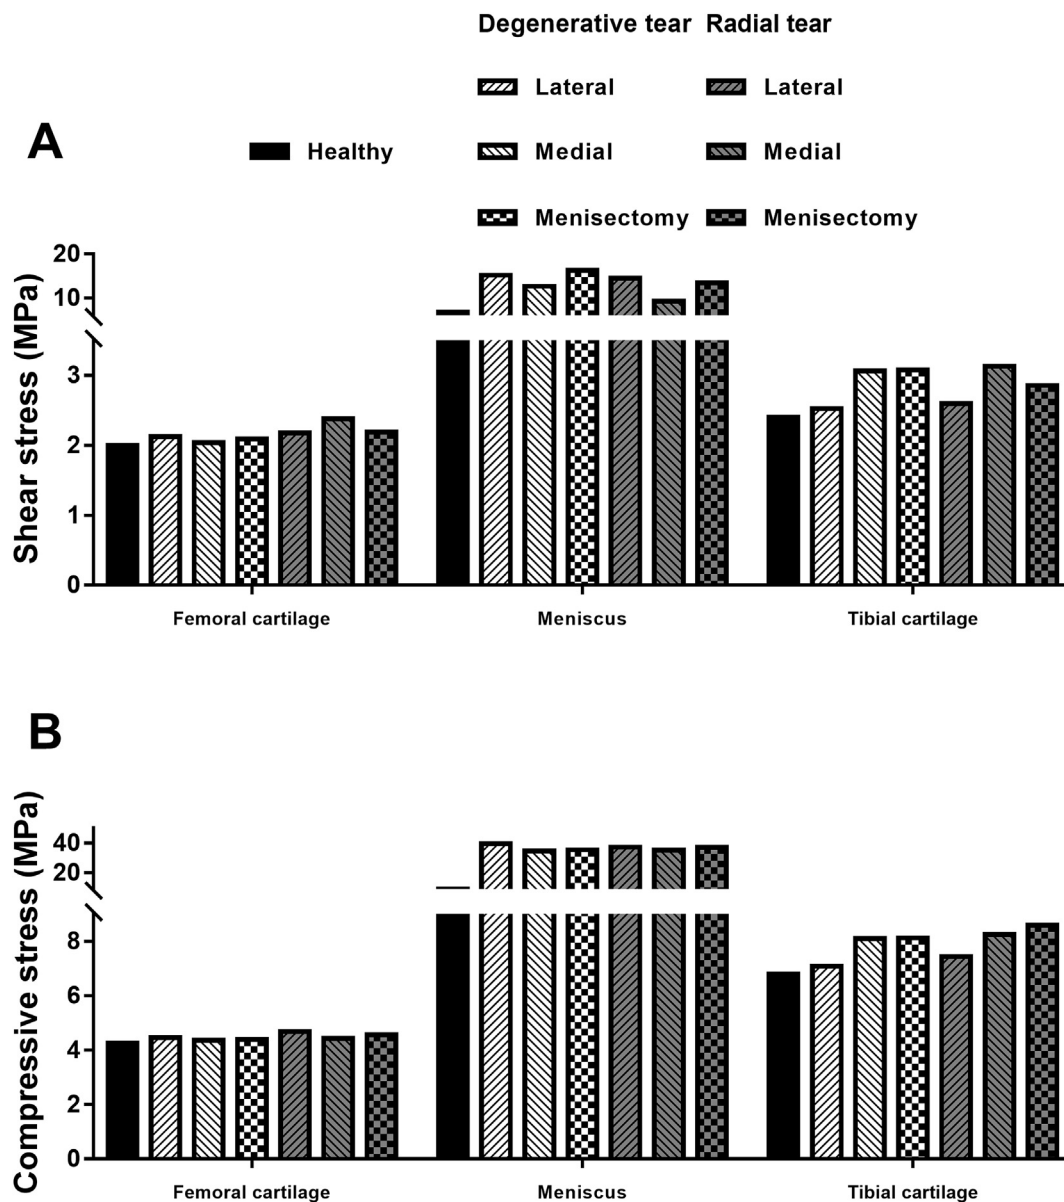 Degenerative tear Radial tear
Lateral Lateral
A
Healthy Medial Medial
Menisectomy Menisectomy
Shear stress (MPa)
20
10
3
2
1
0
Femoral cartilage Meniscus Tibial cartilage
B
Compressive stress (MPa)
40
20
8
6
4
2
0
Femoral cartilage Meniscus Tibial cartilage